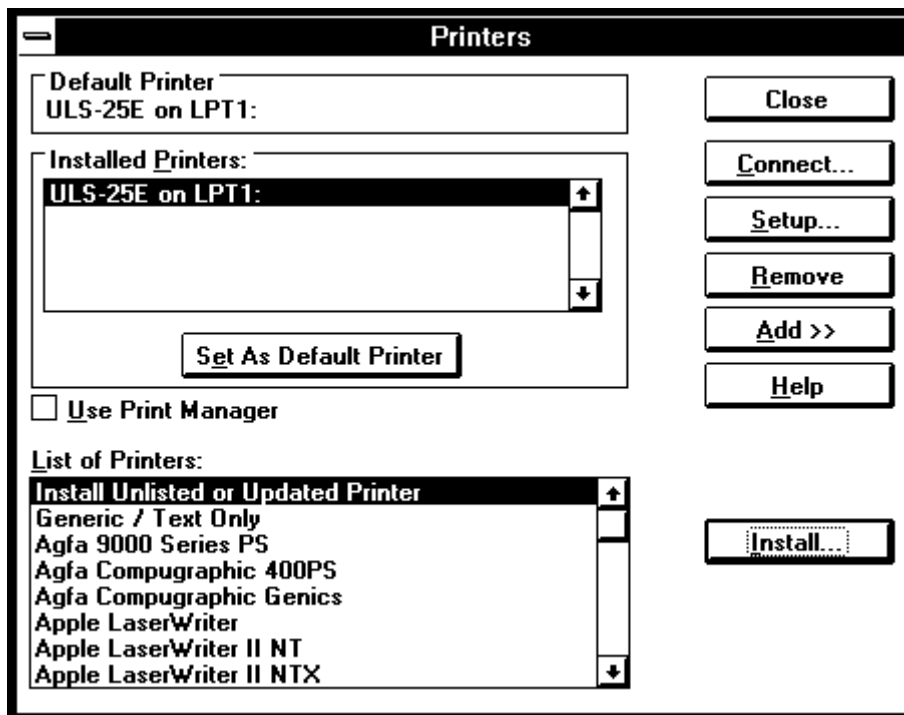 Printers
Default Printer
ULS-25E on LPT1:
Installed Printers:
ULS-25E on LPT1:
Set As Default Printer
Use Print Manager
List of Printers:
Install Unlisted or Updated Printer
Generic / Text Only
Agfa 9000 Series PS
Agfa Compugraphic 400PS
Agfa Compugraphic Genics
Apple LaserWriter
Apple LaserWriter II NT
Apple LaserWriter II NTX
Close
Connect...
Setup...
Remove
Add >>
Help
Install...